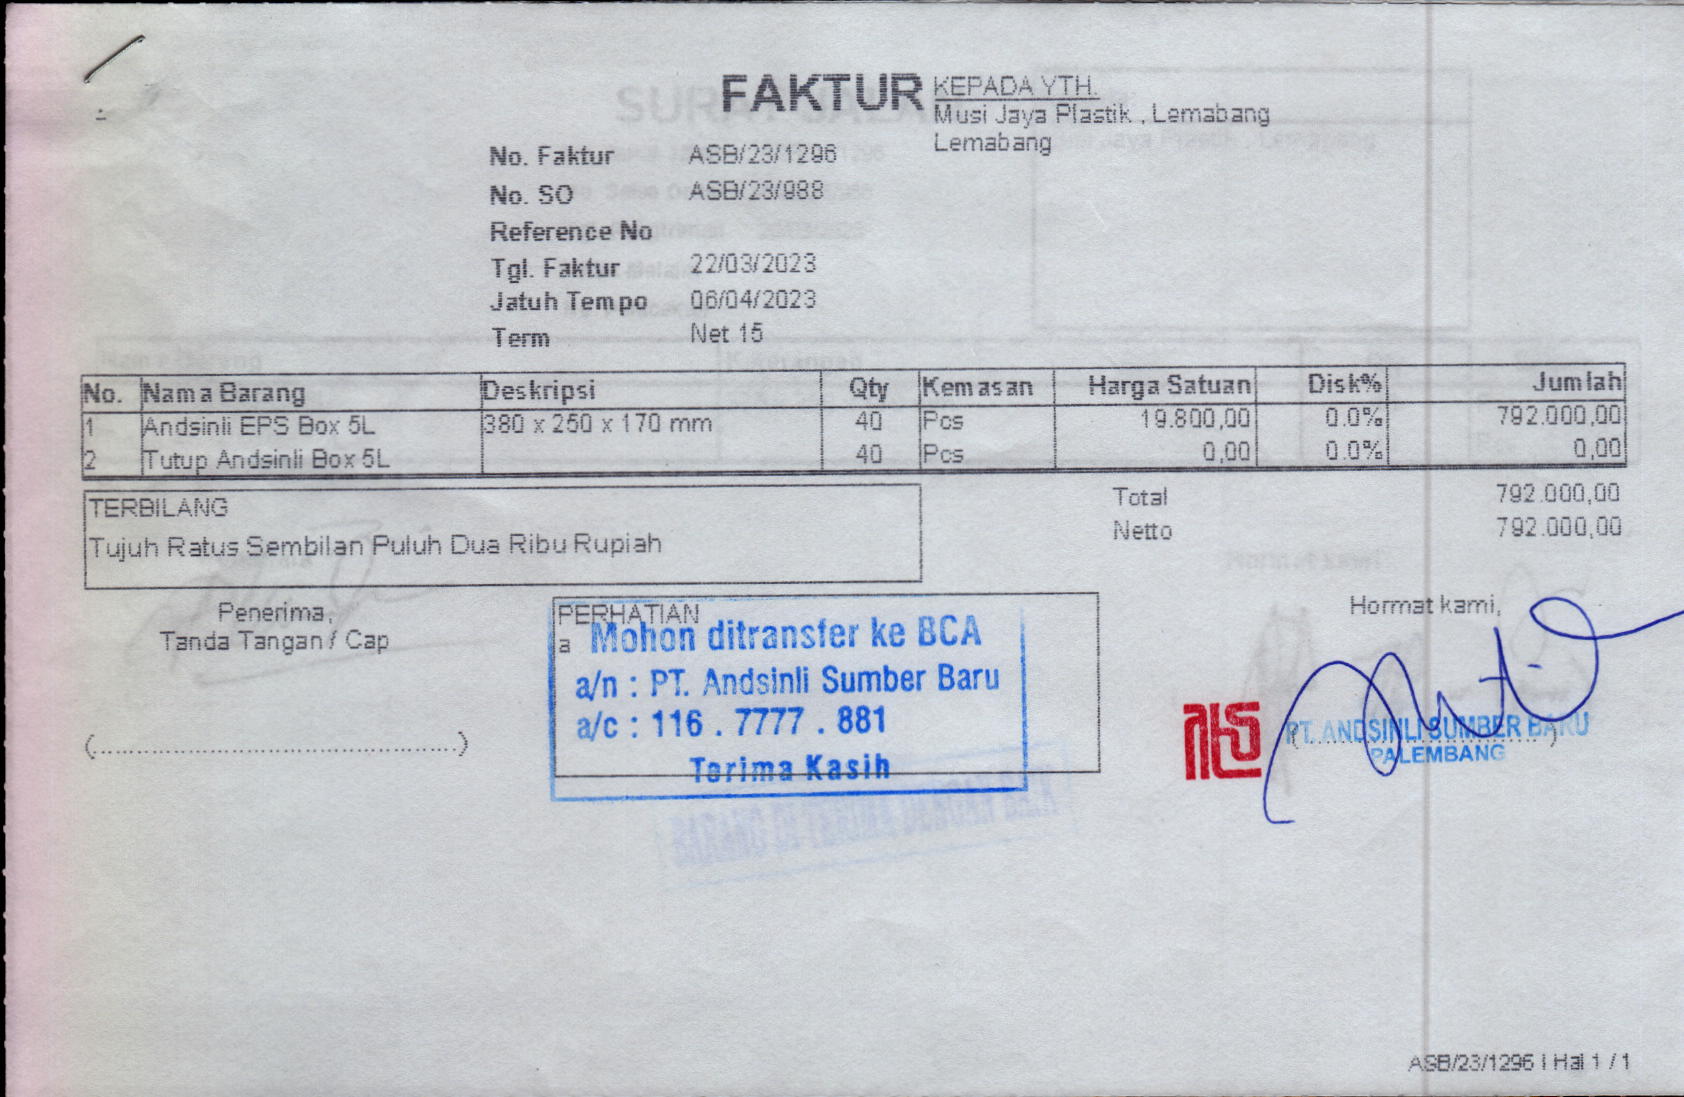 FAKTUR
KEPADA YTH.
Musi Jaya Plastik , Lemabang
Lemabang
No. Faktur ASB/23/1296
No. SO ASB/23/988
Reference No
Tgl. Faktur 22/03/2023
Jatuh Tempo 06/04/2023
Term Net 15
No. Nama Barang Deskripsi Qty Kemasan Harga Satuan Disk% Jumlah
1 Andsinli EPS Box 5L 380 x 250 x 170 mm 40 Pcs 19.800,00 0.0% 792.000,00
2 Tutup Andsinli Box 5L 40 Pcs 0,00 0.0% 0,00
TERBILANG
Tujuh Ratus Sembilan Puluh Dua Ribu Rupiah
Total 792.000,00
Netto 792.000,00
Penerima,
Tanda Tangan / Cap
(............................................)
PERHATIAN
a
Mohon ditransfer ke BCA
a/n : PT. Andsinli Sumber Baru
a/c : 116 . 7777 . 881
Terima Kasih
Hormat kami,
PT. ANDSINLI SUMBER BARU
PALEMBANG
ASB/23/1296 | Hal 1 / 1